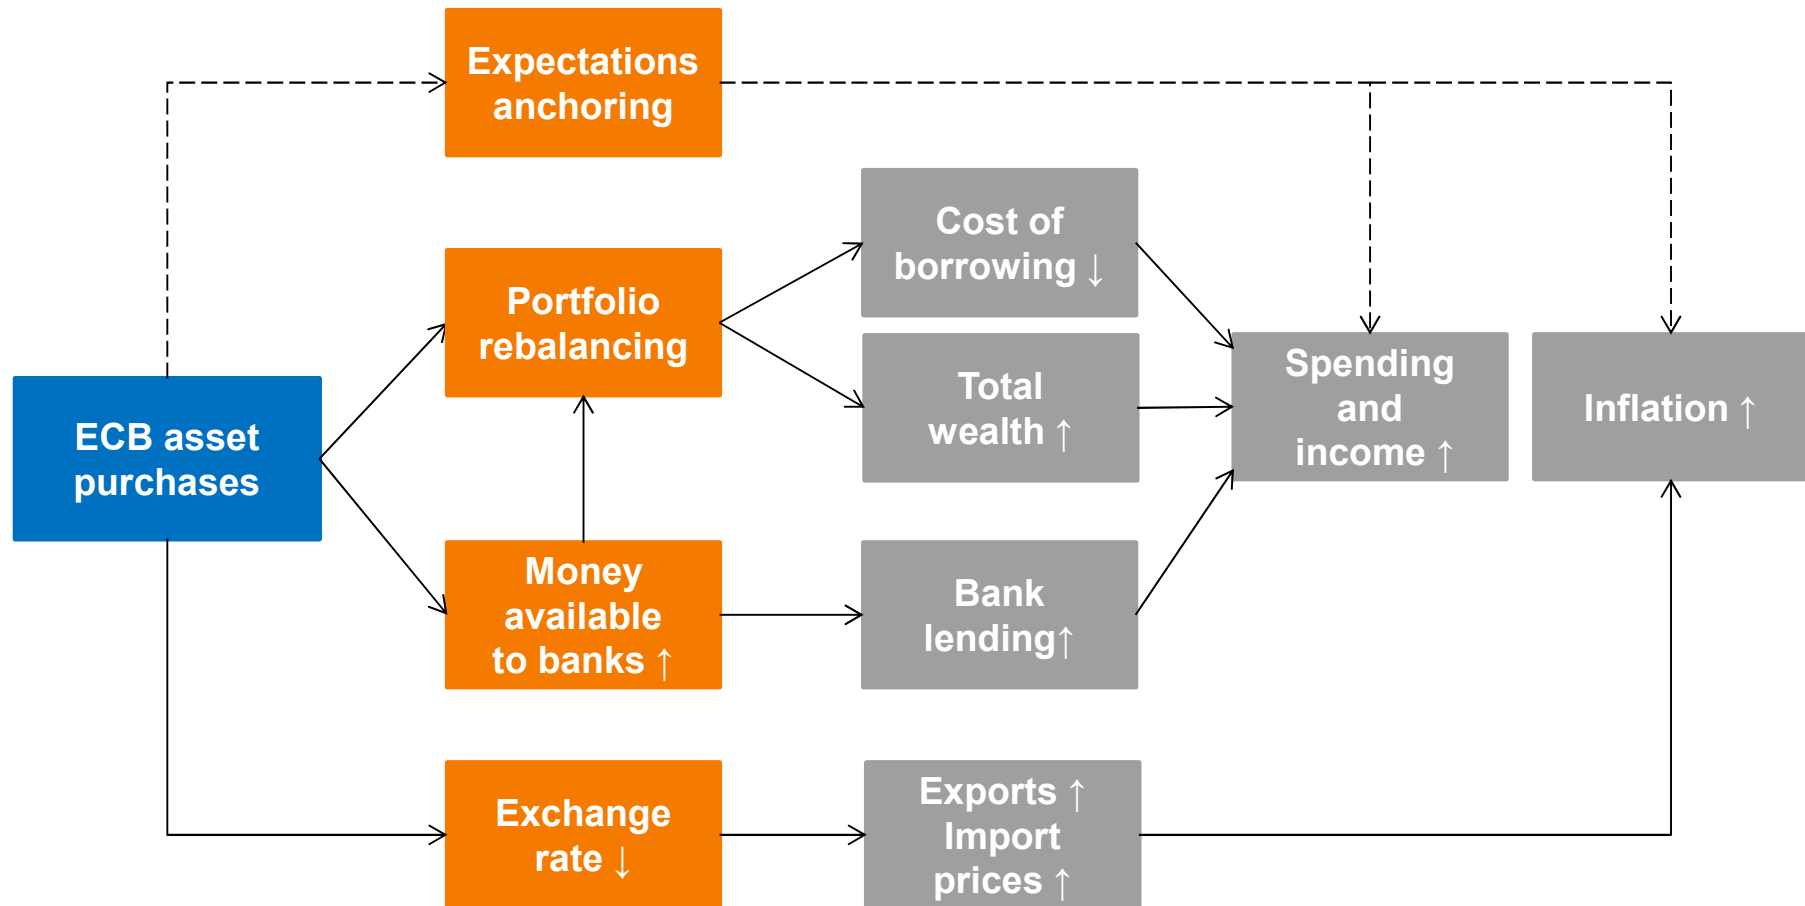 Expectations
anchoring
Cost of
borrowing ↓
Portfolio
rebalancing
Total
wealth ↑
Spending
and
income ↑
Inflation ↑
ECB asset
purchases
Money
available
to banks ↑
Bank
lending↑
Exchange
rate ↓
Exports ↑
Import
prices ↑